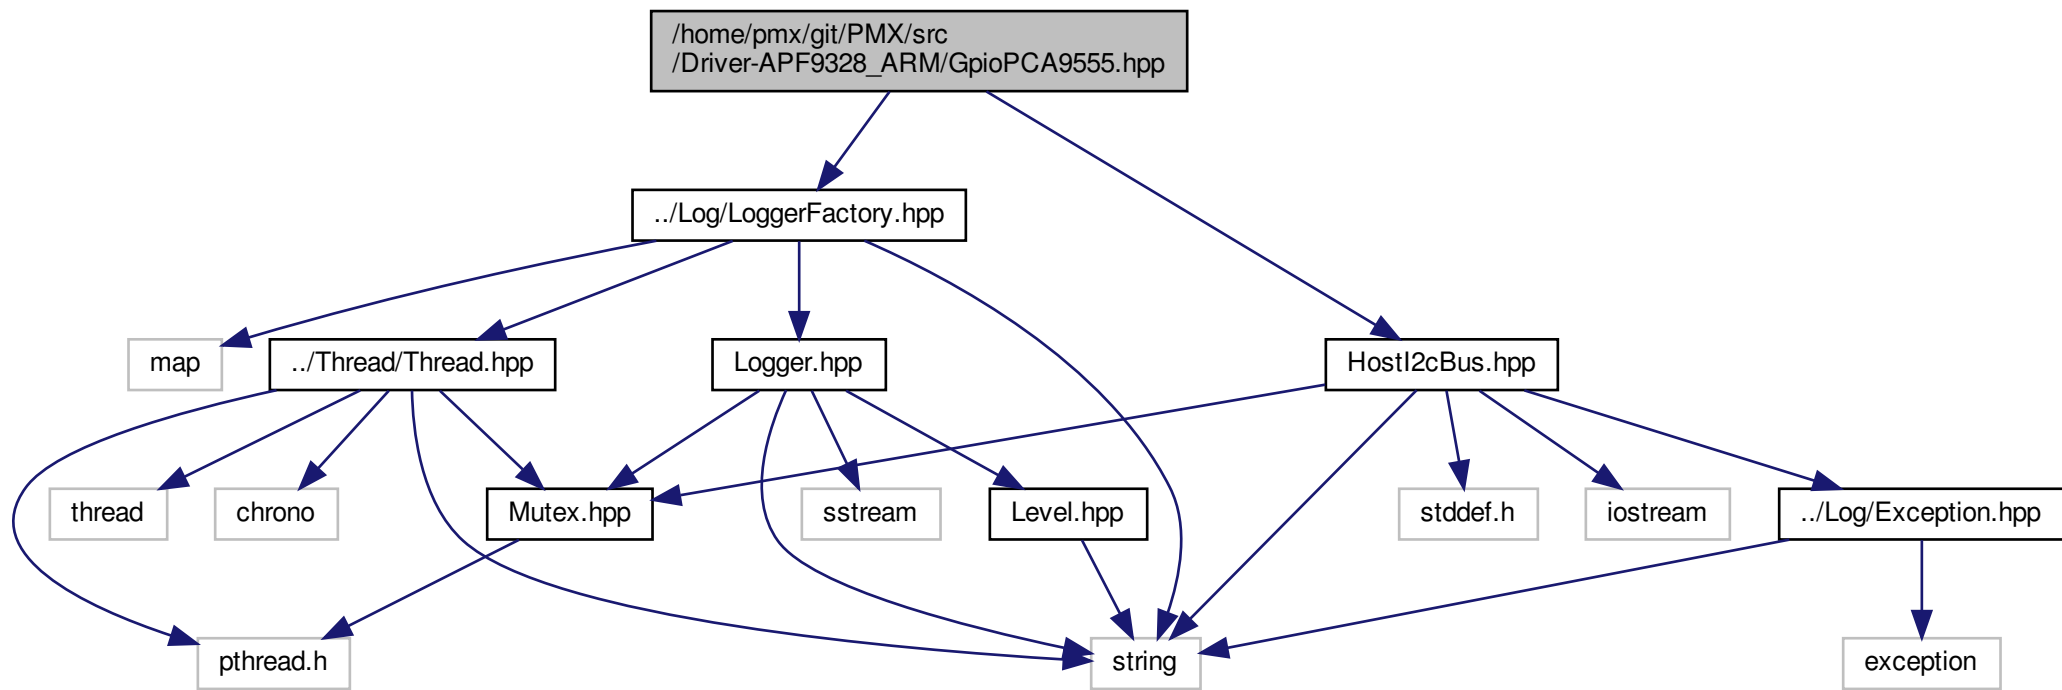 /home/pmx/git/PMX/src
/Driver-APF9328_ARM/GpioPCA9555.hpp
../Log/LoggerFactory.hpp
map
../Thread/Thread.hpp
Logger.hpp
HostI2cBus.hpp
thread
chrono
Mutex.hpp
sstream
Level.hpp
stddef.h
iostream
../Log/Exception.hpp
pthread.h
string
exception